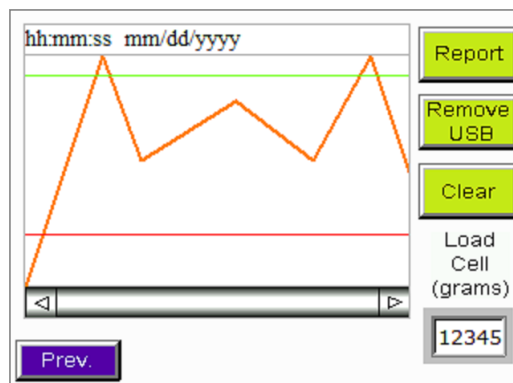 hh:mm:ss mm/dd/yyyy
Report
Remove
USB
Clear
Load
Cell
(grams)
12345
Prev.